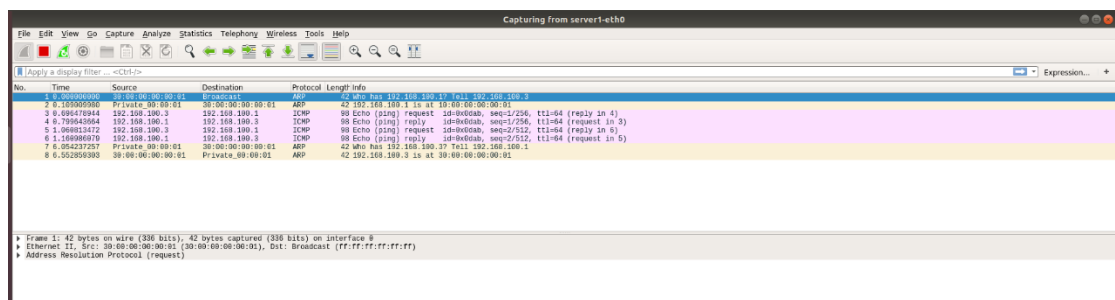 Capturing from server1-eth0
File Edit View Go Capture Analyze Statistics Telephony Wireless Tools Help
Apply a display filter ... <Ctrl-/> Expression... +
No. Time Source Destination Protocol Length Info
1 0.000000000 30:00:00:00:00:01 Broadcast ARP 42 Who has 192.168.100.1? Tell 192.168.100.3
2 0.109009980 Private_00:00:01 30:00:00:00:00:01 ARP 42 192.168.100.1 is at 10:00:00:00:00:01
3 0.696478944 192.168.100.3 192.168.100.1 ICMP 98 Echo (ping) request id=0x0dab, seq=1/256, ttl=64 (reply in 4)
4 0.799643664 192.168.100.1 192.168.100.3 ICMP 98 Echo (ping) reply id=0x0dab, seq=1/256, ttl=64 (request in 3)
5 1.060813472 192.168.100.3 192.168.100.1 ICMP 98 Echo (ping) request id=0x0dab, seq=2/512, ttl=64 (reply in 6)
6 1.160986079 192.168.100.1 192.168.100.3 ICMP 98 Echo (ping) reply id=0x0dab, seq=2/512, ttl=64 (request in 5)
7 6.054237257 Private_00:00:01 30:00:00:00:00:01 ARP 42 Who has 192.168.100.3? Tell 192.168.100.1
8 6.552859303 30:00:00:00:00:01 Private_00:00:01 ARP 42 192.168.100.3 is at 30:00:00:00:00:01
Frame 1: 42 bytes on wire (336 bits), 42 bytes captured (336 bits) on interface 0
Ethernet II, Src: 30:00:00:00:00:01 (30:00:00:00:00:01), Dst: Broadcast (ff:ff:ff:ff:ff:ff)
Address Resolution Protocol (request)